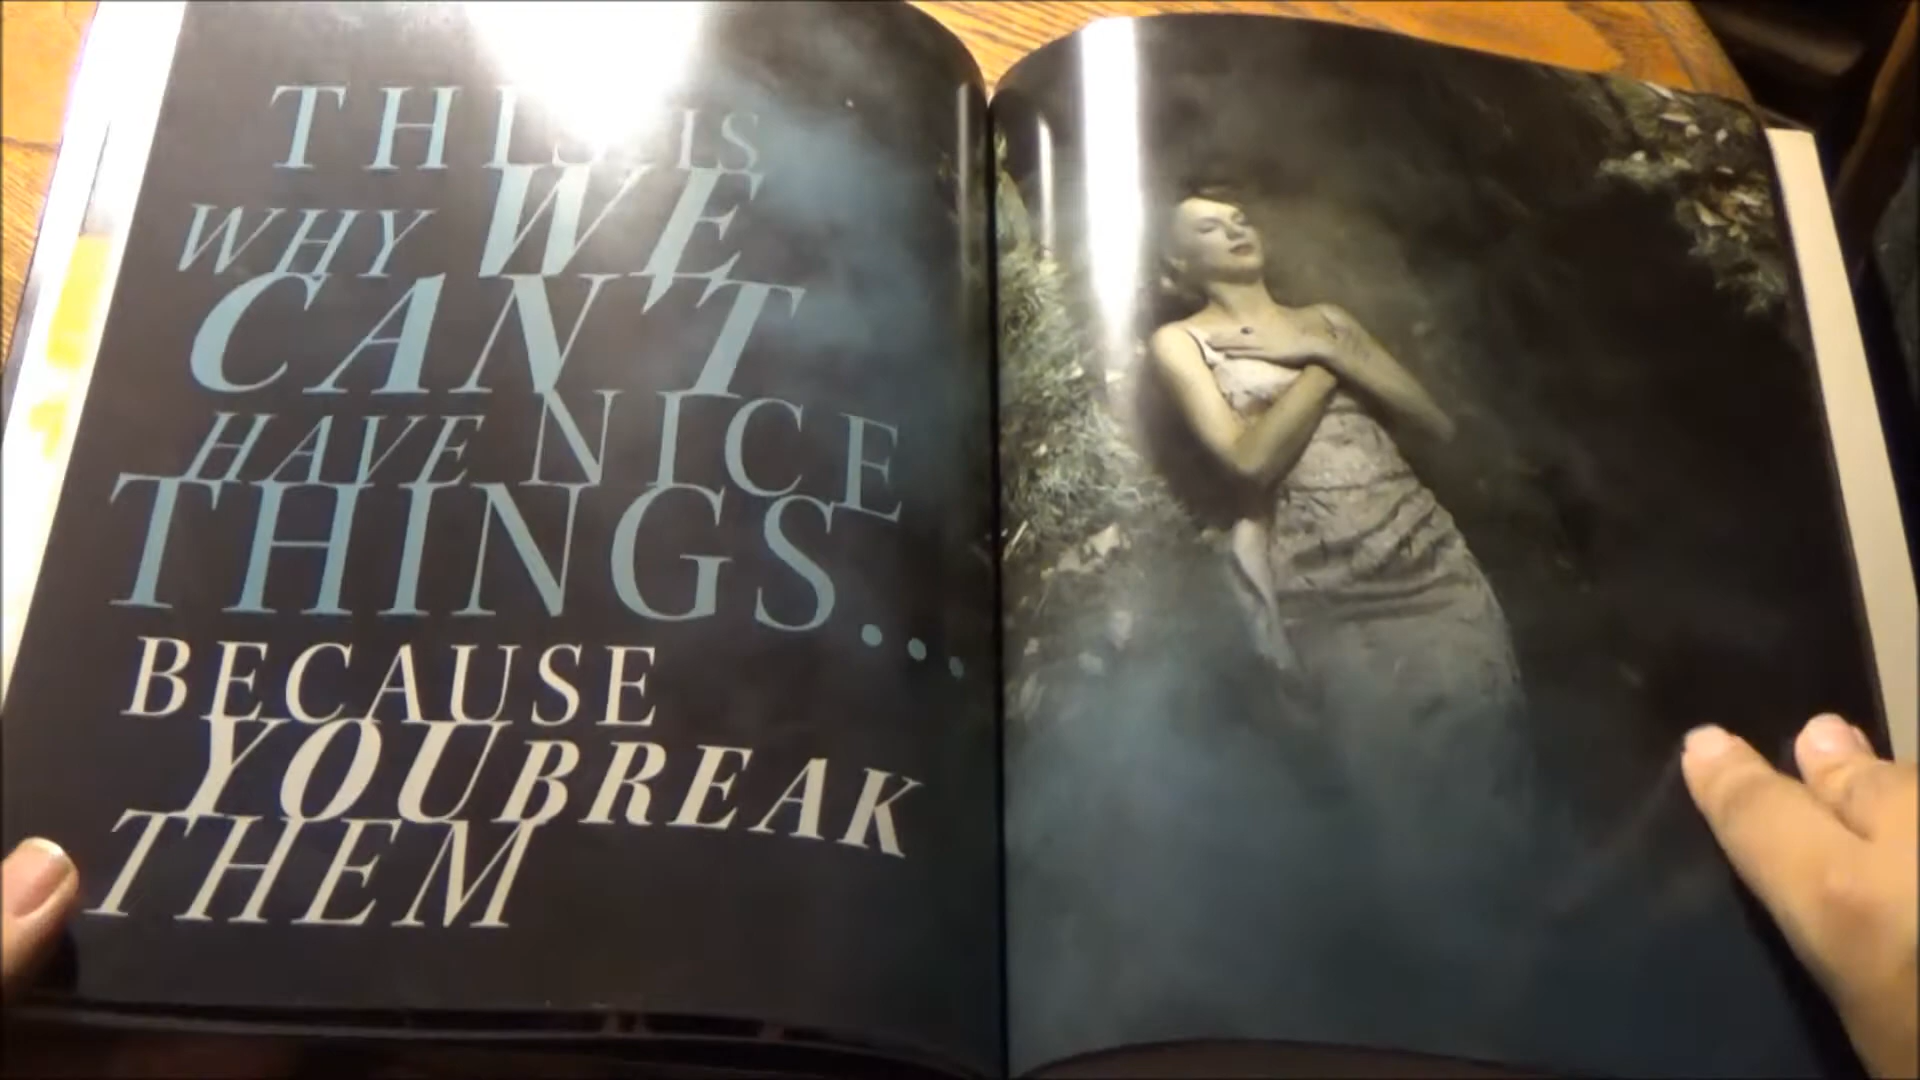 THIS IS
WHY WE
CAN'T
HAVE NICE
THINGS...
BECAUSE
YOU BREAK
THEM